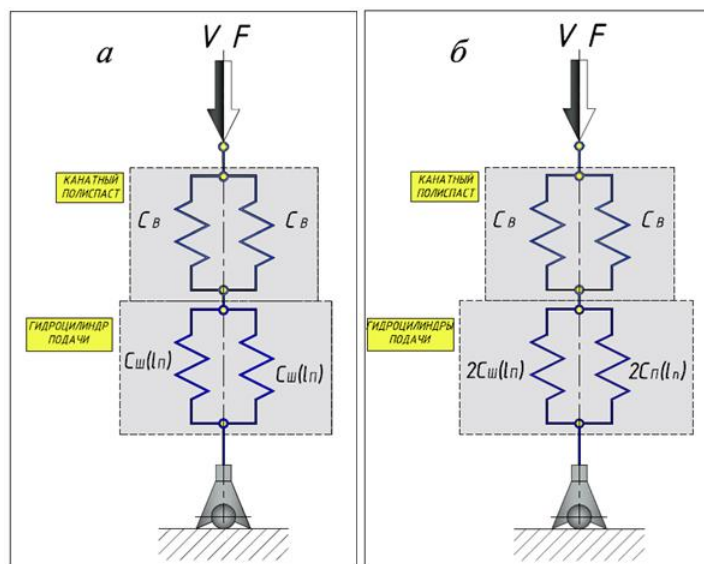 а
V F
КАНАТНЫЙ
ПОЛИСПАСТ
Cв
Cв
ГИДРОЦИЛИНДР
ПОДАЧИ
Cш(lп)
Cш(lп)
б
V F
КАНАТНЫЙ
ПОЛИСПАСТ
Cв
Cв
ГИДРОЦИЛИНДРЫ
ПОДАЧИ
2Cш(lп)
2Cп(lп)